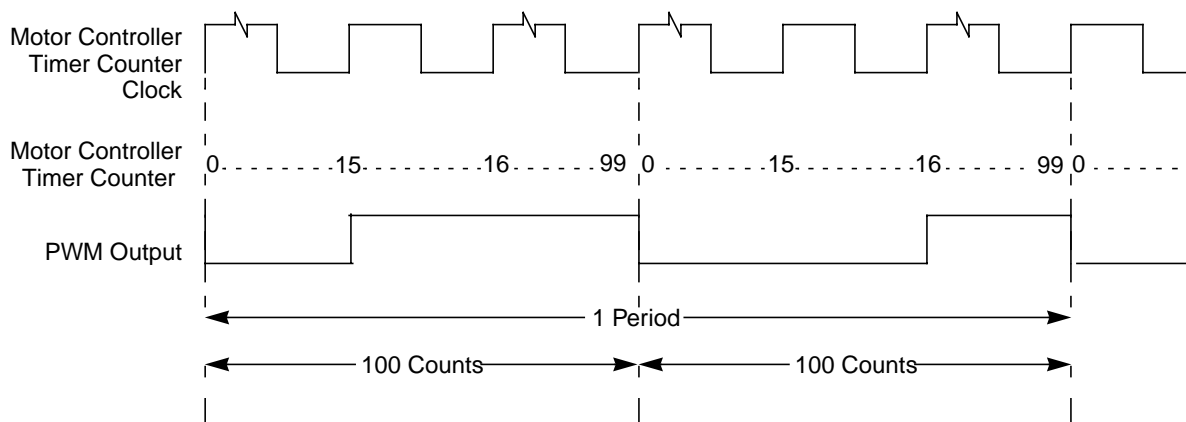 Motor Controller
Timer Counter
Clock
Motor Controller
Timer Counter
0 15 16 99 0 15 16 99 0
PWM Output
1 Period
100 Counts 100 Counts